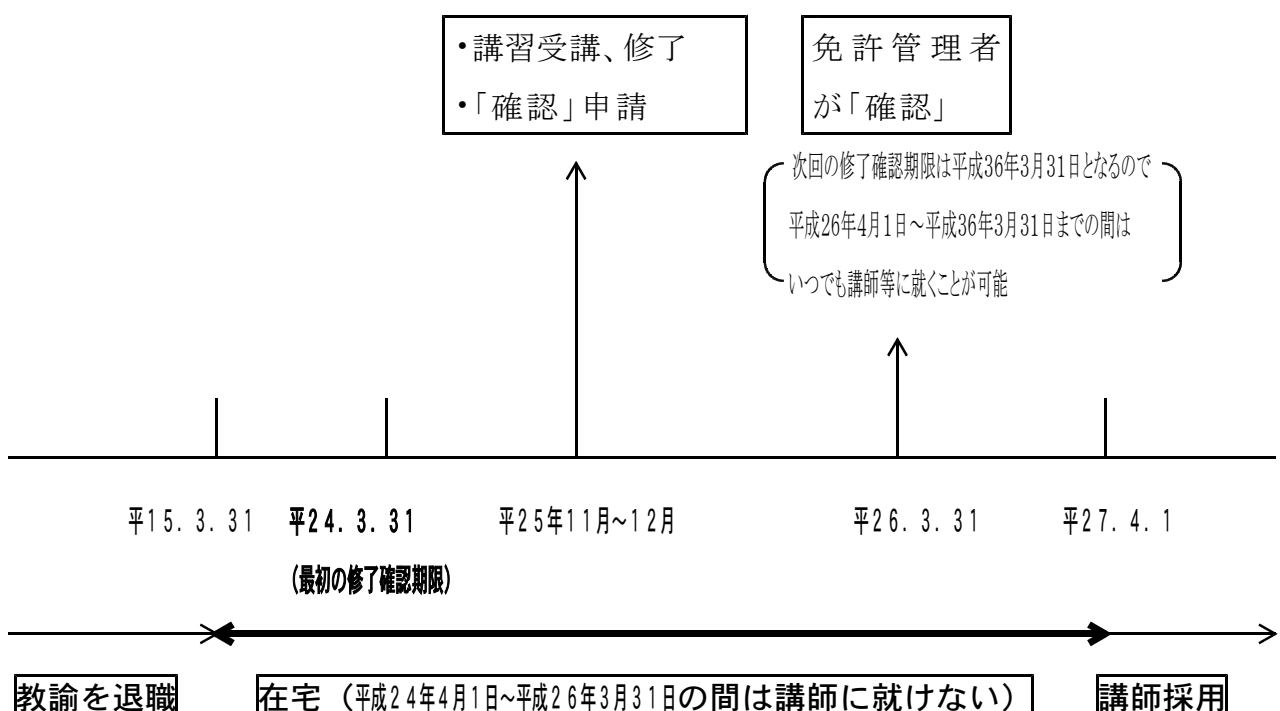 ・講習受講、修了
・「確認」申請
免許管理者
が「確認」
次回の修了確認期限は平成36年3月31日となるので
平成26年4月1日～平成36年3月31日までの間は
いつでも講師等に就くことが可能
平15.3.31
平24.3.31
(最初の修了確認期限)
平25年11月~12月
平26.3.31
平27.4.1
教諭を退職
在宅（平成24年4月1日~平成26年3月31日の間は講師に就けない）
講師採用